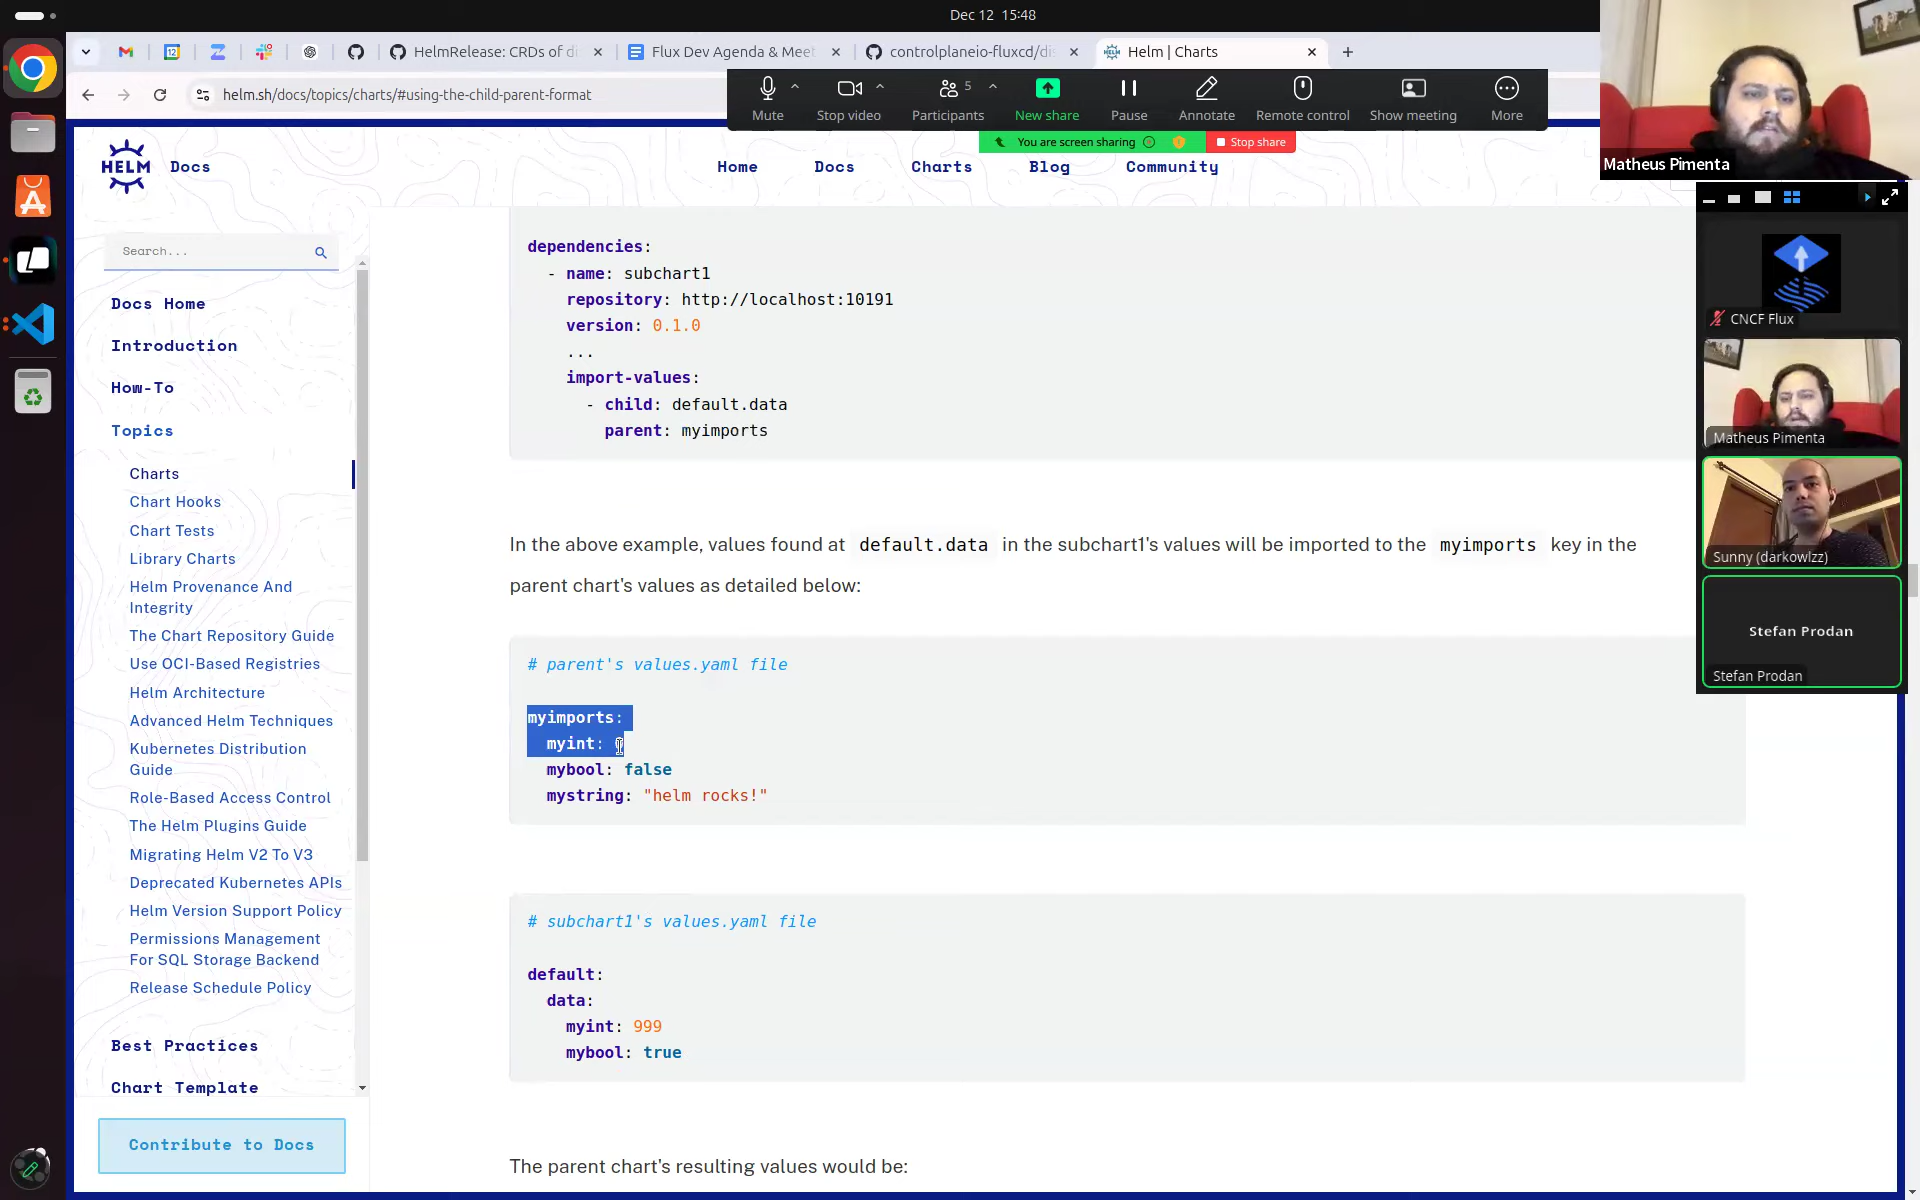 Dec 12 15:48
HelmRelease: CRDs of di
Flux Dev Agenda & Meet
controlplaneio-fluxcd/dis
Helm | Charts
helm.sh/docs/topics/charts/#using-the-child-parent-format
Mute
Stop video
5
Participants
New share
Pause
Annotate
Remote control
Show meeting
More
You are screen sharing
Stop share
Matheus Pimenta
HELM
Docs
Home
Docs
Charts
Blog
Community
Search...
Docs Home
Introduction
How-To
Topics
Charts
Chart Hooks
Chart Tests
Library Charts
Helm Provenance And
Integrity
The Chart Repository Guide
Use OCI-Based Registries
Helm Architecture
Advanced Helm Techniques
Kubernetes Distribution
Guide
Role-Based Access Control
The Helm Plugins Guide
Migrating Helm V2 To V3
Deprecated Kubernetes APIs
Helm Version Support Policy
Permissions Management
For SQL Storage Backend
Release Schedule Policy
Best Practices
Chart Template
Contribute to Docs
dependencies:
- name: subchart1
repository: http://localhost:10191
version: 0.1.0
...
import-values:
- child: default.data
parent: myimports
In the above example, values found at default.data in the subchart1's values will be imported to the myimports key in the
parent chart's values as detailed below:
# parent's values.yaml file
myimports:
myint: 0
mybool: false
mystring: "helm rocks!"
# subchart1's values.yaml file
default:
data:
myint: 999
mybool: true
The parent chart's resulting values would be:
CNCF Flux
Matheus Pimenta
Sunny (darkowlzz)
Stefan Prodan
Stefan Prodan